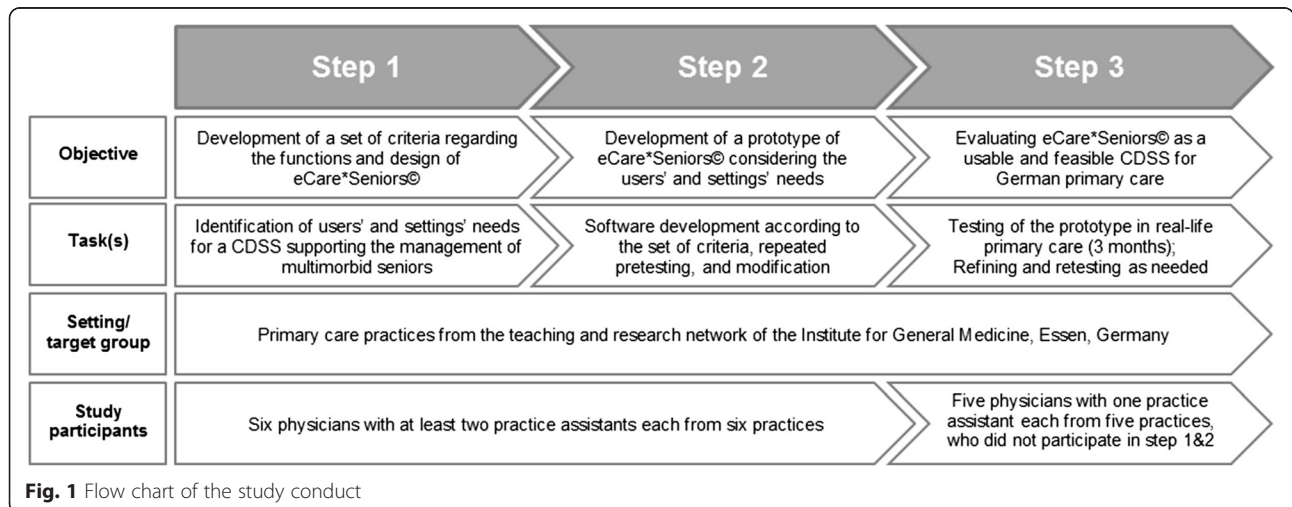 Step 1
Step 2
Step 3
Objective
Development of a set of criteria regarding
the functions and design of
eCare*Seniors©
Development of a prototype of
eCare*Seniors© considering the
users' and settings' needs
Evaluating eCare*Seniors© as a
usable and feasible CDSS for
German primary care
Task(s)
Identification of users' and settings' needs
for a CDSS supporting the management of
multimorbid seniors
Software development according to
the set of criteria, repeated
pretesting, and modification
Testing of the prototype in real-life
primary care (3 months);
Refining and retesting as needed
Setting/
target group
Primary care practices from the teaching and research network of the Institute for General Medicine, Essen, Germany
Study
participants
Six physicians with at least two practice assistants each from six practices
Five physicians with one practice
assistant each from five practices,
who did not participate in step 1&2
Fig. 1 Flow chart of the study conduct